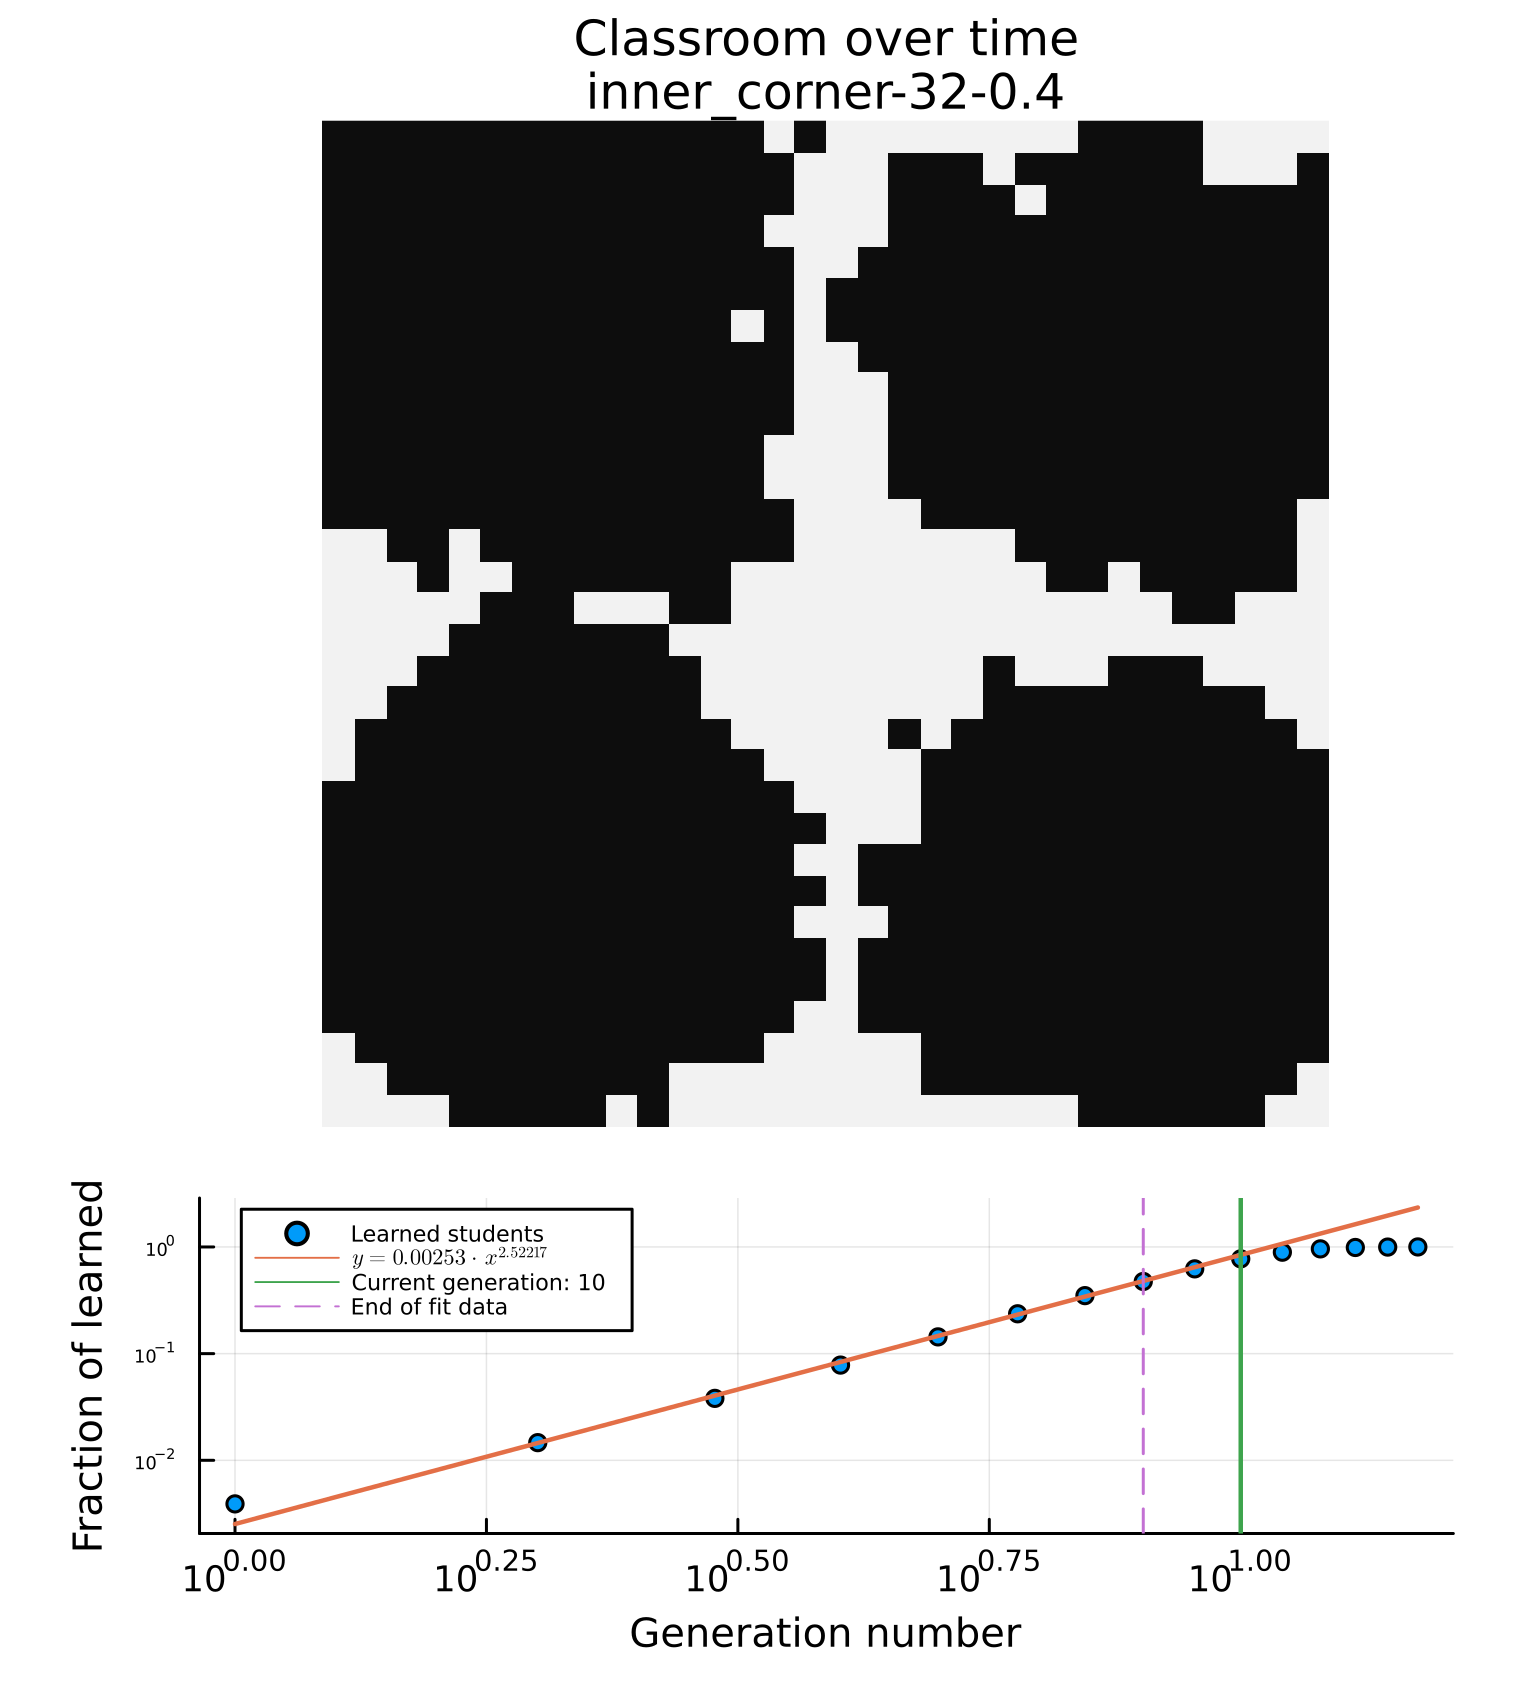 Classroom over time
inner_corner-32-0.4
Fraction of learned
10⁰
10⁻¹
10⁻²
Learned students
y = 0.00253 · x^2.52217
Current generation: 10
End of fit data
10^0.00 10^0.25 10^0.50 10^0.75 10^1.00
Generation number